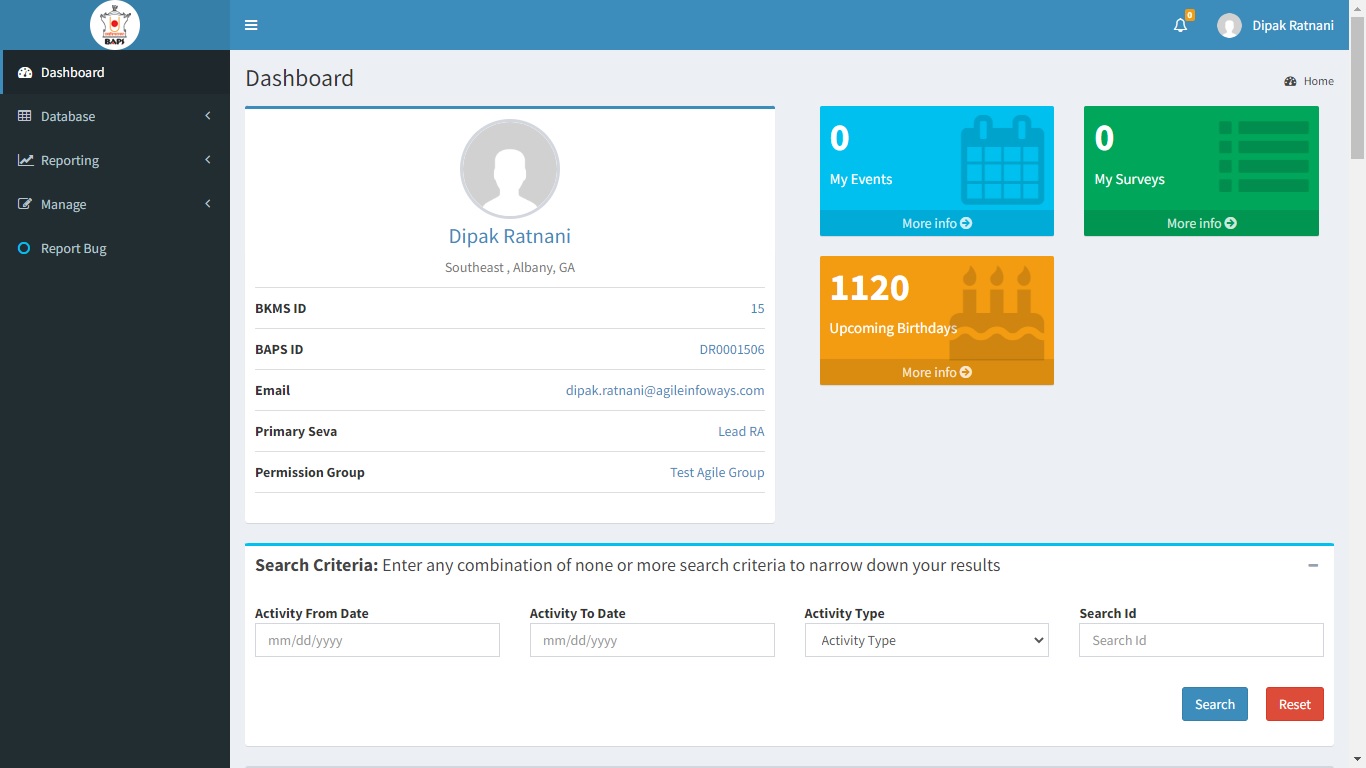 BAPS
0
Dipak Ratnani
Dashboard
Database
Reporting
Manage
Report Bug
Dashboard
Home
Dipak Ratnani
Southeast , Albany, GA
BKMS ID 15
BAPS ID DR0001506
Email dipak.ratnani@agileinfoways.com
Primary Seva Lead RA
Permission Group Test Agile Group
0
My Events
More info
0
My Surveys
More info
1120
Upcoming Birthdays
More info
Search Criteria: Enter any combination of none or more search criteria to narrow down your results
Activity From Date Activity To Date Activity Type Search Id
mm/dd/yyyy mm/dd/yyyy Activity Type Search Id
Search Reset